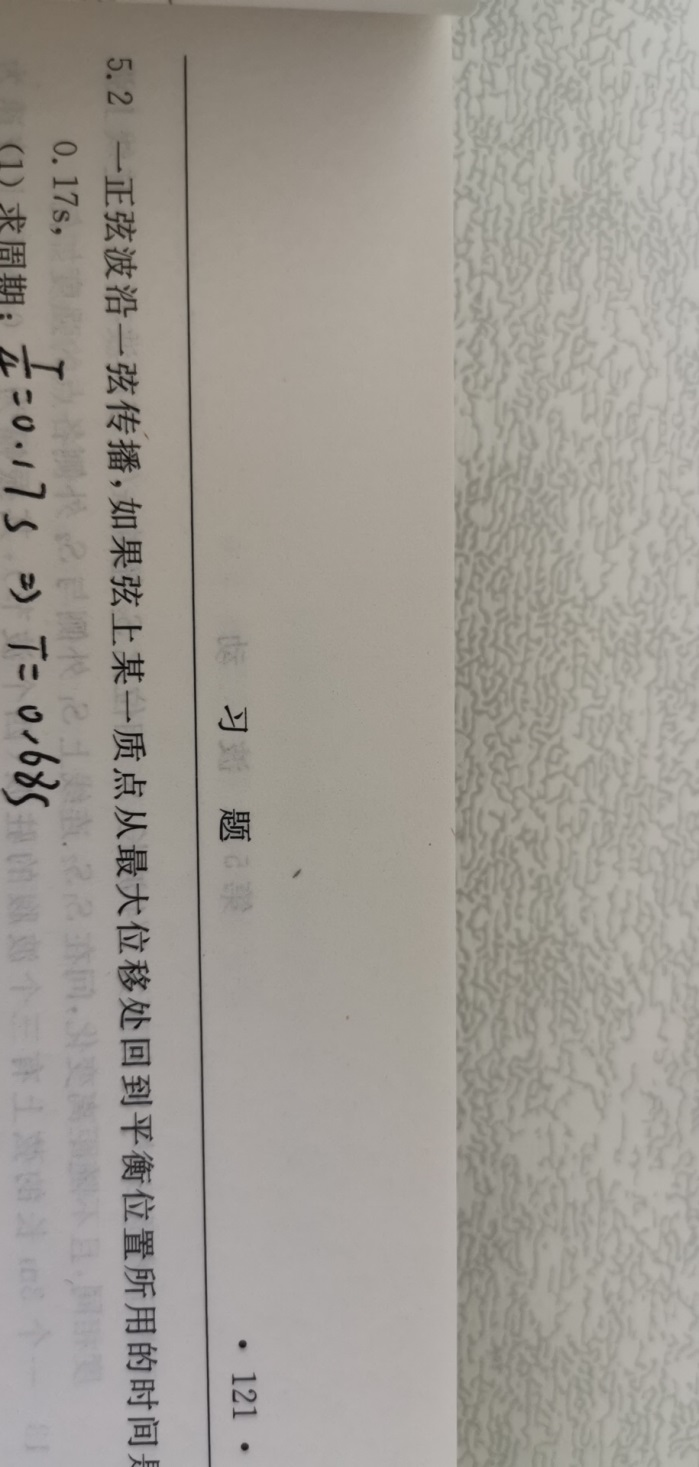 习 题 • 121 •
5.2 一正弦波沿一弦传播,如果弦上某一质点从最大位移处回到平衡位置所用的时间是
0.17s,
(1) 求周期; T/4=0.17s ⇒ T=0.68s